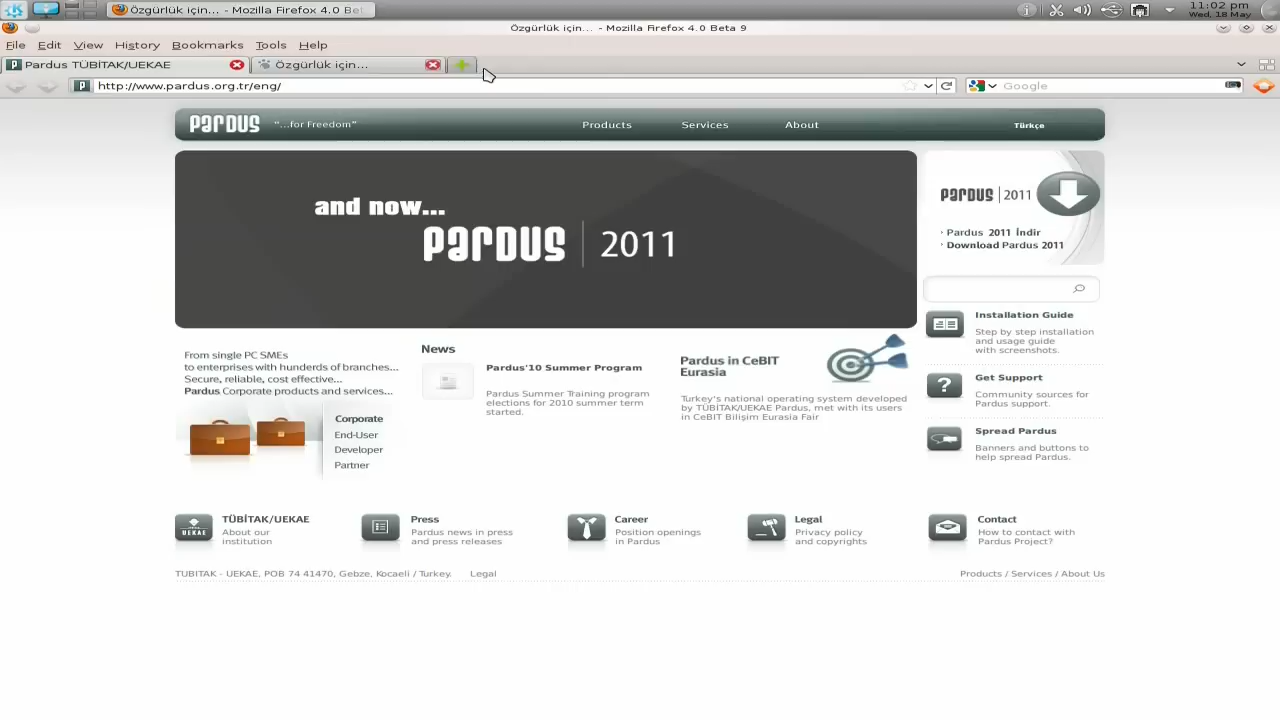 Özgürlük için... - Mozilla Firefox 4.0 Bet
11:02 pm
Wed, 18 May
Özgürlük için... - Mozilla Firefox 4.0 Beta 9
File Edit View History Bookmarks Tools Help
Pardus TÜBİTAK/UEKAE
Özgürlük için...
http://www.pardus.org.tr/eng/
Google
PARDUS "...for Freedom"
Products Services About
Türkçe
and now...
PARDUS 2011
PARDUS 2011
Pardus 2011 İndir
Download Pardus 2011
Installation Guide
Step by step installation
and usage guide
with screenshots.
Get Support
Community sources for
Pardus support.
Spread Pardus
Banners and buttons to
help spread Pardus.
From single PC SMEs
to enterprises with hunderds of branches...
Secure, reliable, cost effective...
Pardus Corporate products and services...
Corporate
End-User
Developer
Partner
News
Pardus'10 Summer Program
Pardus Summer Training program
elections for 2010 summer term
started.
Pardus in CeBIT
Eurasia
Turkey's national operating system developed
by TÜBİTAK/UEKAE Pardus, met with its users
in CeBIT Bilişim Eurasia Fair
UEKAE
TÜBİTAK/UEKAE
About our
institution
Press
Pardus news in press
and press releases
Career
Position openings
in Pardus
Legal
Privacy policy
and copyrights
Contact
How to contact with
Pardus Project?
TUBITAK - UEKAE, POB 74 41470, Gebze, Kocaeli / Turkey. Legal
Products / Services / About Us